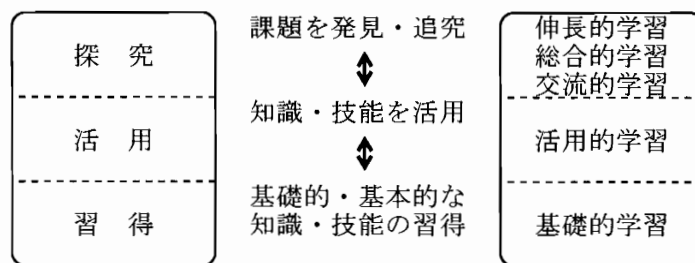 探 究
活 用
習 得
課題を発見・追究
知識・技能を活用
基礎的・基本的な
知識・技能の習得
伸長的学習
総合的学習
交流的学習
活用的学習
基礎的学習